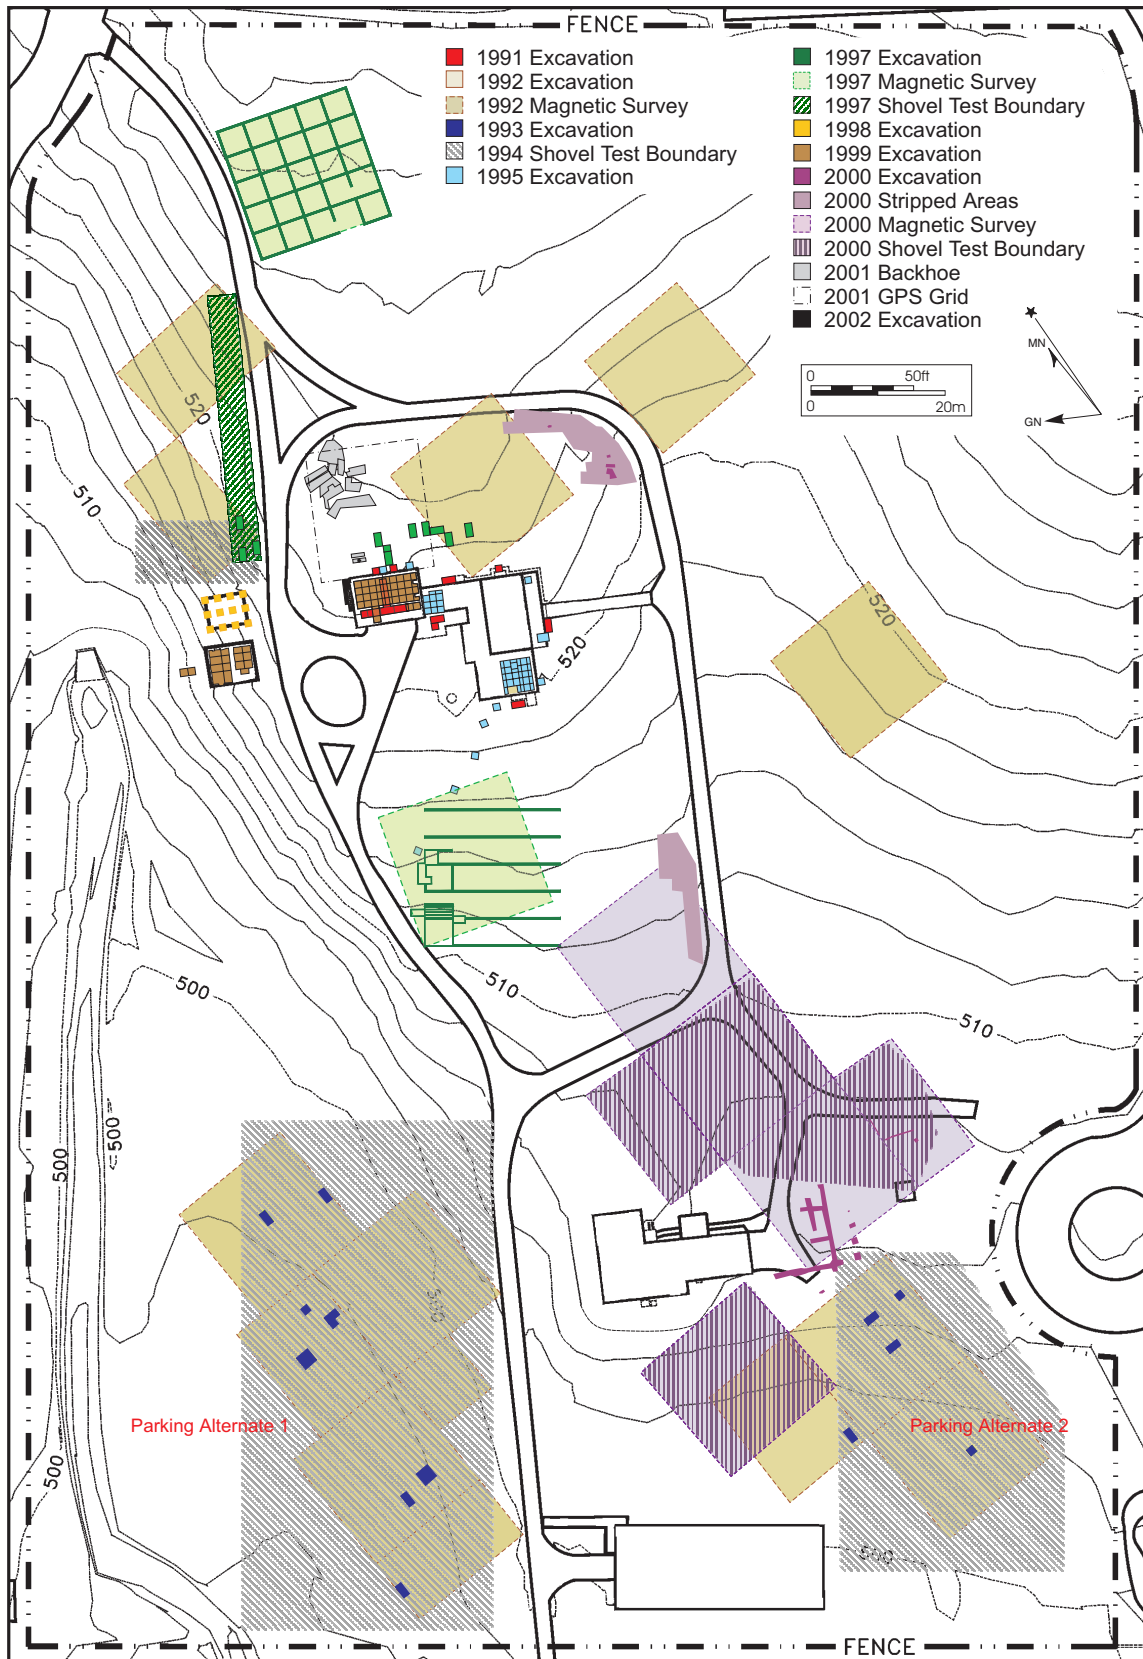 FENCE
1991 Excavation
1992 Excavation
1992 Magnetic Survey
1993 Excavation
1994 Shovel Test Boundary
1995 Excavation
1997 Excavation
1997 Magnetic Survey
1997 Shovel Test Boundary
1998 Excavation
1999 Excavation
2000 Excavation
2000 Stripped Areas
2000 Magnetic Survey
2000 Shovel Test Boundary
2001 Backhoe
2001 GPS Grid
2002 Excavation
MN
GN
0 50ft
0 20m
520
510
520
520
500
510
510
500
500
500
Parking Alternate 1
Parking Alternate 2
500
500
FENCE